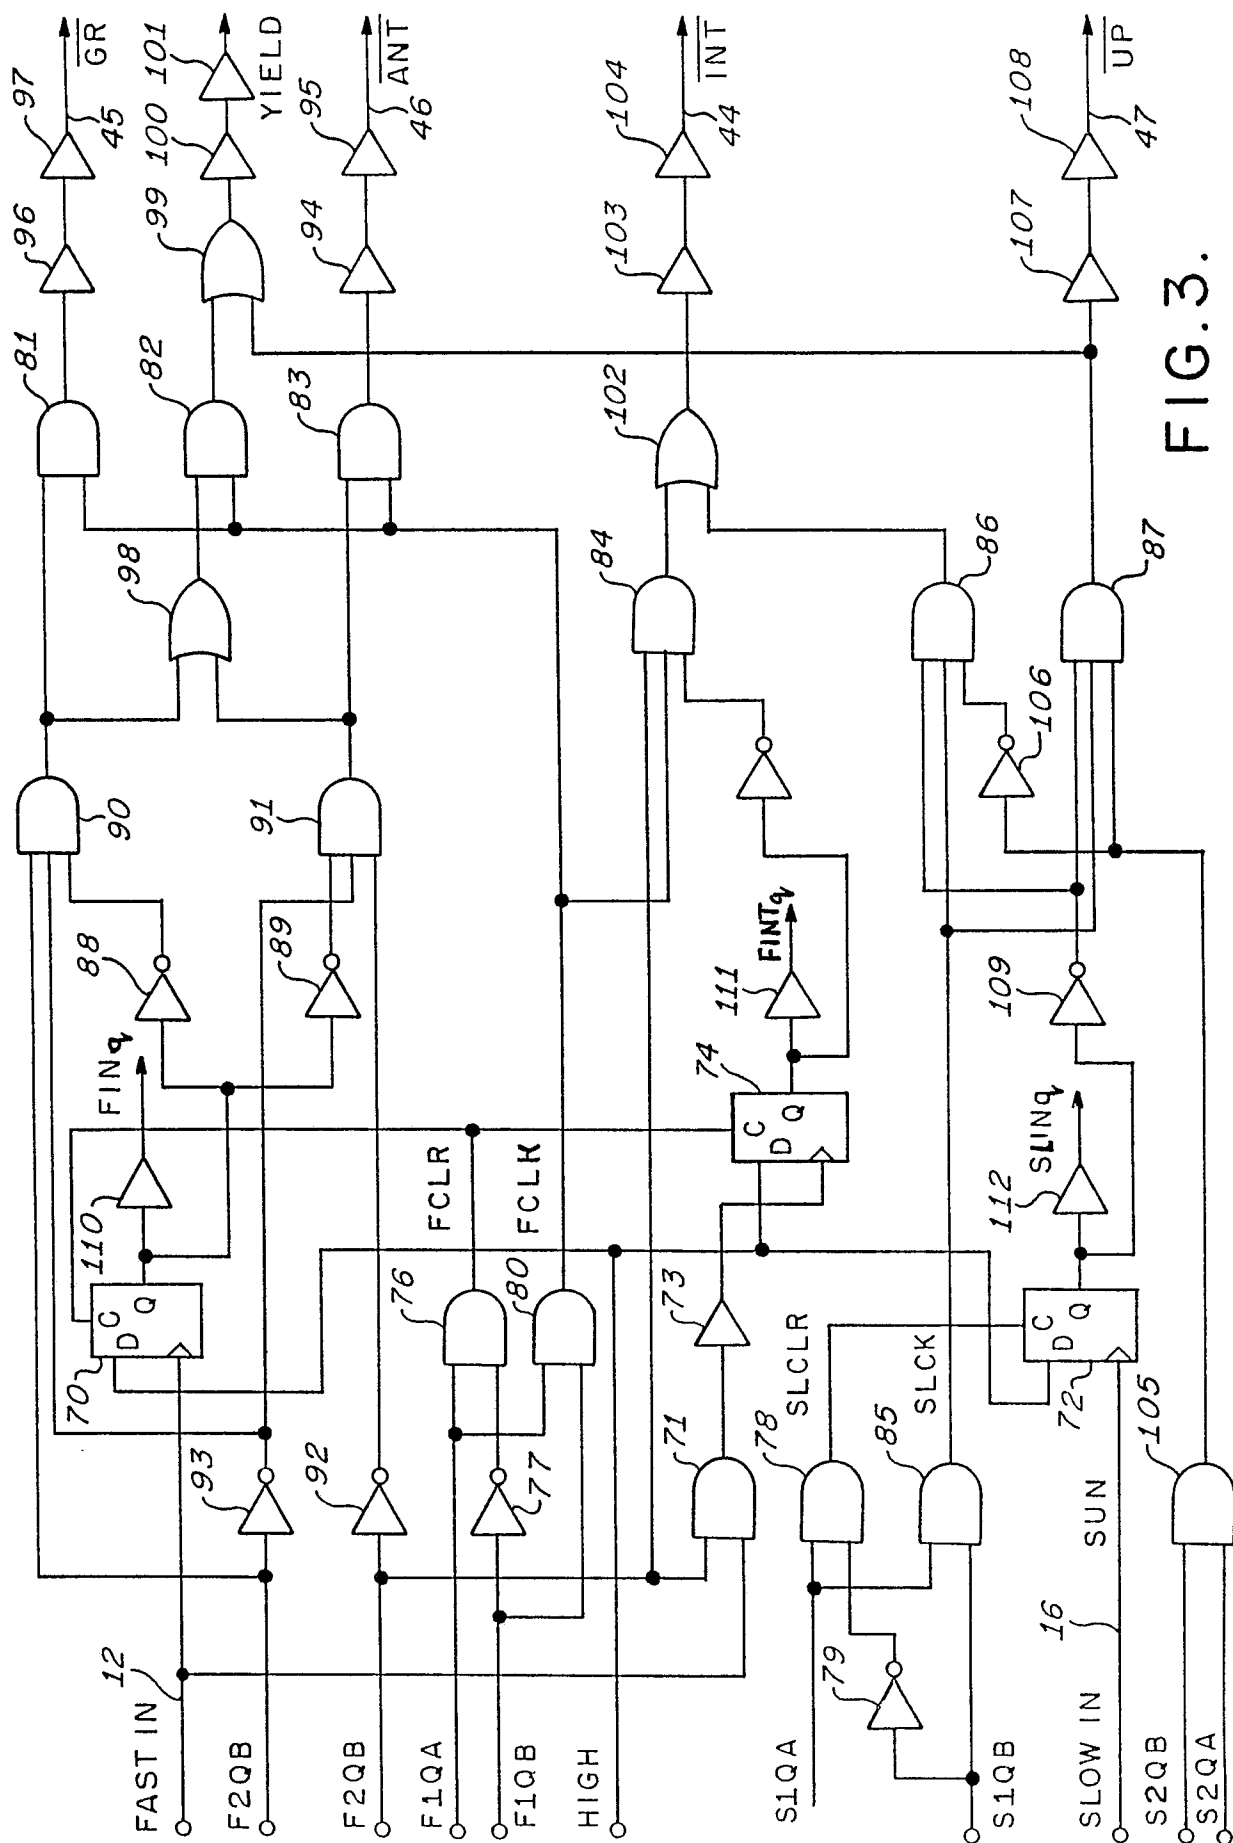 FAST IN
12
F2QB
F2QB
F1QA
F1QB
HIGH
S1QA
S1QB
SLOW IN
16
SUN
S2QB
S2QA
93
92
77
79
71
78
85
105
70
110
FINq
76
80
FCLR
FCLK
73
74
111
FINTq
SLCLR
SLCK
72
112
SLINq
109
88
89
90
91
98
84
86
106
87
81
82
83
102
96
97
45
GR
99
100
101
YIELD
94
95
46
ANT
103
104
44
INT
107
108
47
UP
C
D
Q
C
D
Q
C
D
Q
FIG. 3.